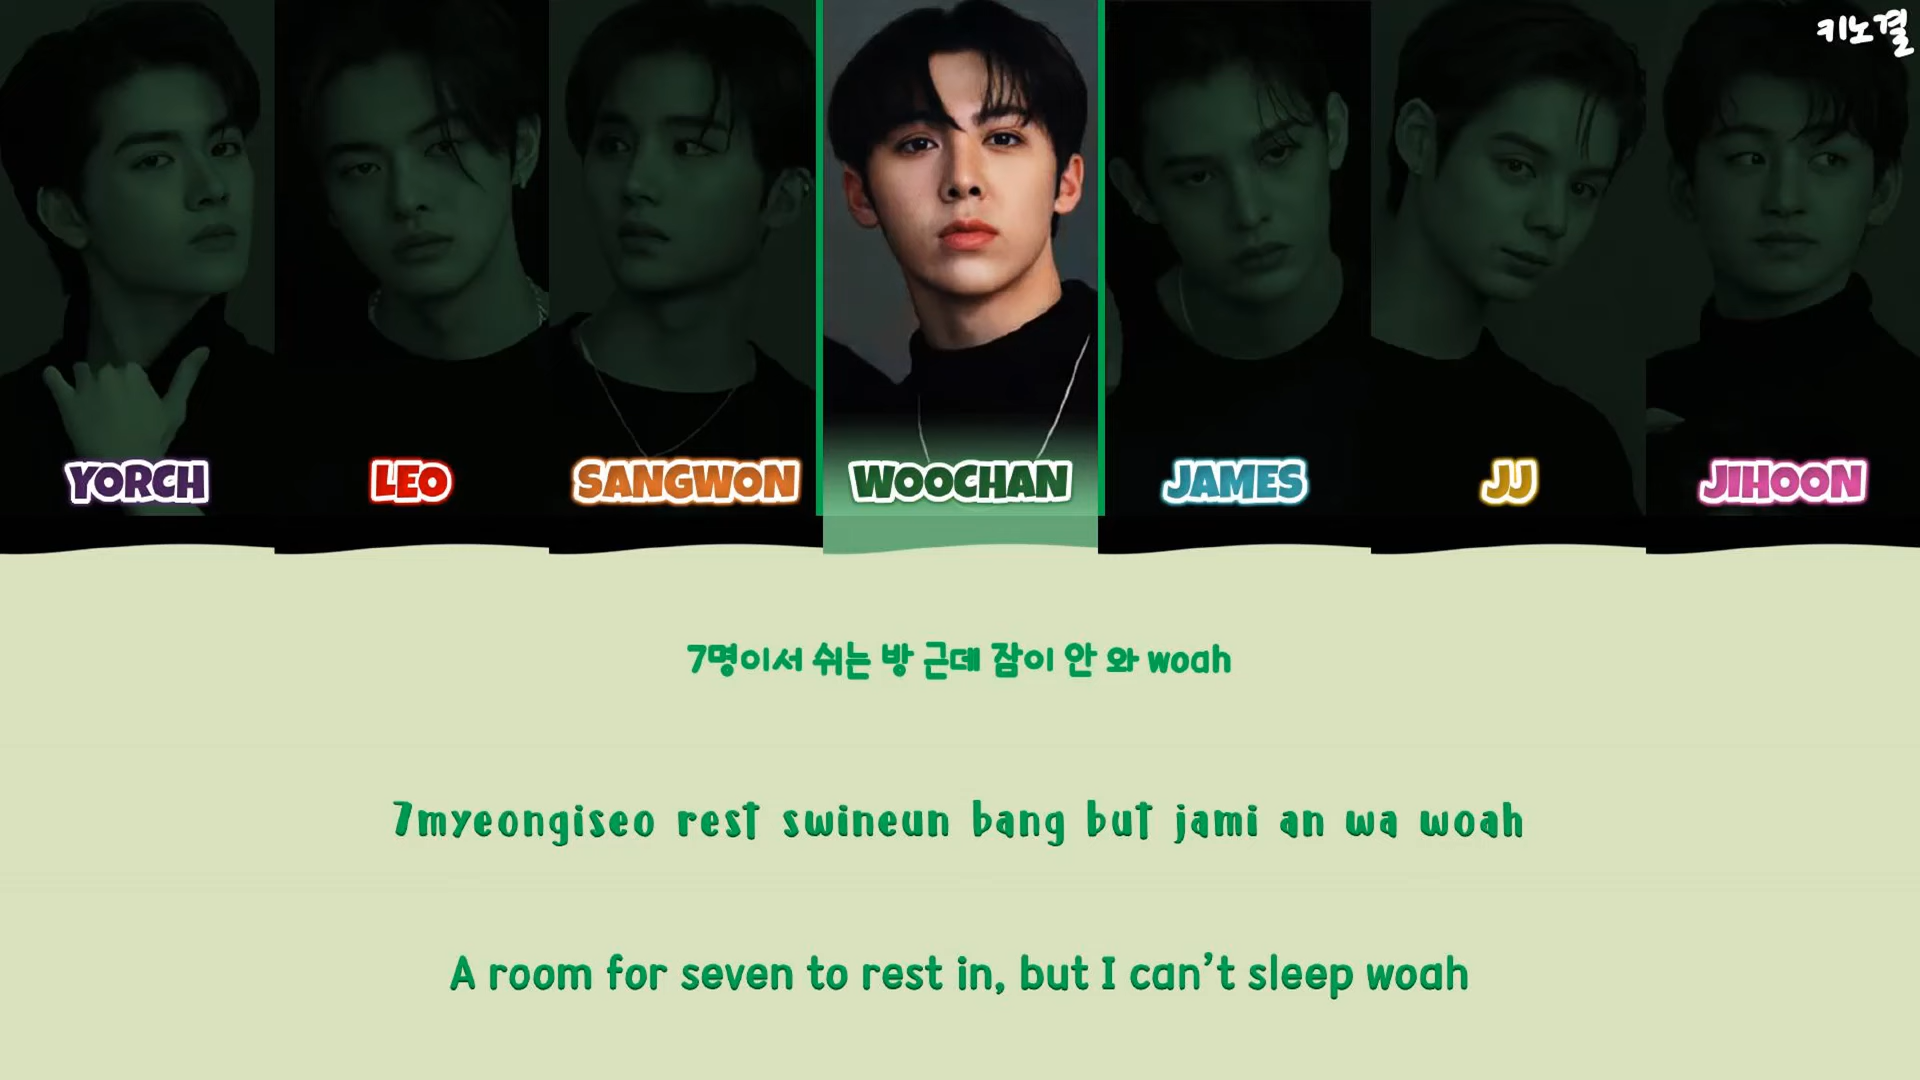 키노결
YORCH LEO SANGWON WOOCHAN JAMES JJ JIHOON
7명이서 쉬는 방 근데 잠이 안 와 woah
7myeongiseo rest swineun bang but jami an wa woah
A room for seven to rest in, but I can't sleep woah